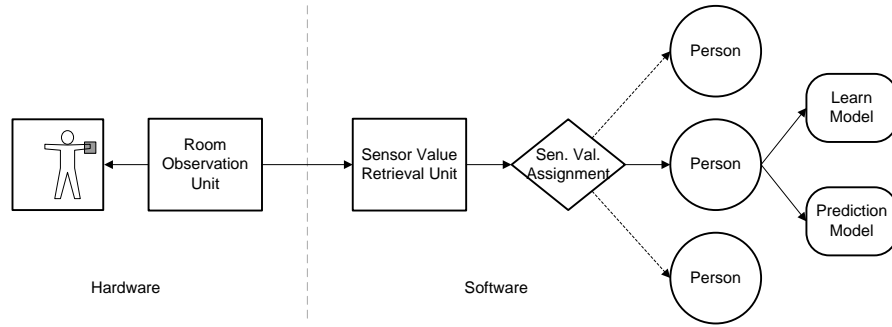 Room
Observation
Unit
Sensor Value
Retrieval Unit
Sen. Val.
Assignment
Person
Person
Person
Learn
Model
Prediction
Model
Hardware
Software